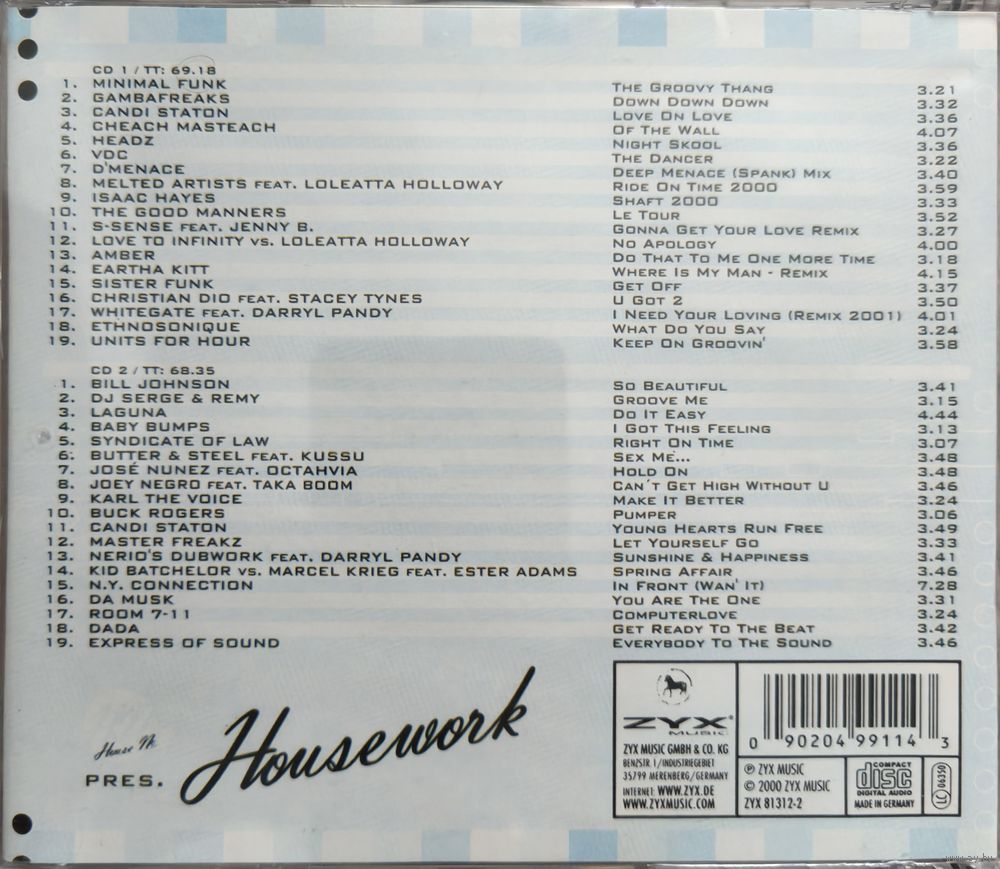 CD 1 / TT: 69.18
1. MINIMAL FUNK THE GROOVY THANG 3.21
2. GAMBAFREAKS DOWN DOWN DOWN 3.32
3. CANDI STATON LOVE ON LOVE 3.36
4. CHEACH MASTEACH OF THE WALL 4.07
5. HEADZ NIGHT SKOOL 3.36
6. VDC THE DANCER 3.22
7. D'MENACE DEEP MENACE (SPANK) MIX 3.40
8. MELTED ARTISTS FEAT. LOLEATTA HOLLOWAY RIDE ON TIME 2000 3.59
9. ISAAC HAYES SHAFT 2000 3.33
10. THE GOOD MANNERS LE TOUR 3.52
11. S-SENSE FEAT. JENNY B. GONNA GET YOUR LOVE REMIX 3.27
12. LOVE TO INFINITY VS. LOLEATTA HOLLOWAY NO APOLOGY 4.00
13. AMBER DO THAT TO ME ONE MORE TIME 3.18
14. EARTHA KITT WHERE IS MY MAN - REMIX 4.15
15. SISTER FUNK GET OFF 3.37
16. CHRISTIAN DIO FEAT. STACEY TYNES U GOT 2 3.50
17. WHITEGATE FEAT. DARRYL PANDY I NEED YOUR LOVING (REMIX 2001) 4.01
18. ETHNOSONIQUE WHAT DO YOU SAY 3.24
19. UNITS FOR HOUR KEEP ON GROOVIN' 3.58
CD 2 / TT: 68.35
1. BILL JOHNSON SO BEAUTIFUL 3.41
2. DJ SERGE & REMY GROOVE ME 3.15
3. LAGUNA DO IT EASY 4.44
4. BABY BUMPS I GOT THIS FEELING 3.13
5. SYNDICATE OF LAW RIGHT ON TIME 3.07
6. BUTTER & STEEL FEAT. KUSSU SEX ME... 3.48
7. JOSÉ NUNEZ FEAT. OCTAHVIA HOLD ON 3.48
8. JOEY NEGRO FEAT. TAKA BOOM CAN´T GET HIGH WITHOUT U 3.46
9. KARL THE VOICE MAKE IT BETTER 3.24
10. BUCK ROGERS PUMPER 3.06
11. CANDI STATON YOUNG HEARTS RUN FREE 3.49
12. MASTER FREAKZ LET YOURSELF GO 3.33
13. NERIO'S DUBWORK FEAT. DARRYL PANDY SUNSHINE & HAPPINESS 3.41
14. KID BATCHELOR VS. MARCEL KRIEG FEAT. ESTER ADAMS SPRING AFFAIR 3.46
15. N.Y. CONNECTION IN FRONT (WAN' IT) 7.28
16. DA MUSK YOU ARE THE ONE 3.31
17. ROOM 7-11 COMPUTERLOVE 3.24
18. DADA GET READY TO THE BEAT 3.42
19. EXPRESS OF SOUND EVERYBODY TO THE SOUND 3.46
House
PRES. Housework
ZYX®
MUSIC
ZYX MUSIC GMBH & CO. KG
BENZSTR. 1/INDUSTRIEGEBIET
35799 MERENBERG/GERMANY
INTERNET: WWW.ZYX.DE
WWW.ZYXMUSIC.COM
0 90204 99114 3
℗ ZYX MUSIC
© 2000 ZYX MUSIC
ZYX 81312-2
COMPACT
disc
DIGITAL AUDIO
MADE IN GERMANY
LC 06350